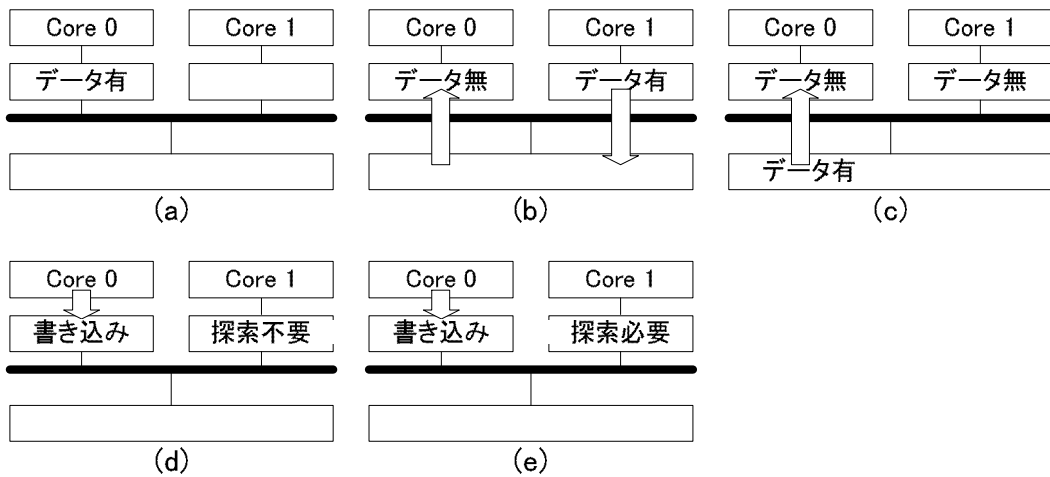 Core 0
Core 1
データ有
(a)
Core 0
Core 1
データ無
データ有
(b)
Core 0
Core 1
データ無
データ無
データ有
(c)
Core 0
Core 1
書き込み
探索不要
(d)
Core 0
Core 1
書き込み
探索必要
(e)